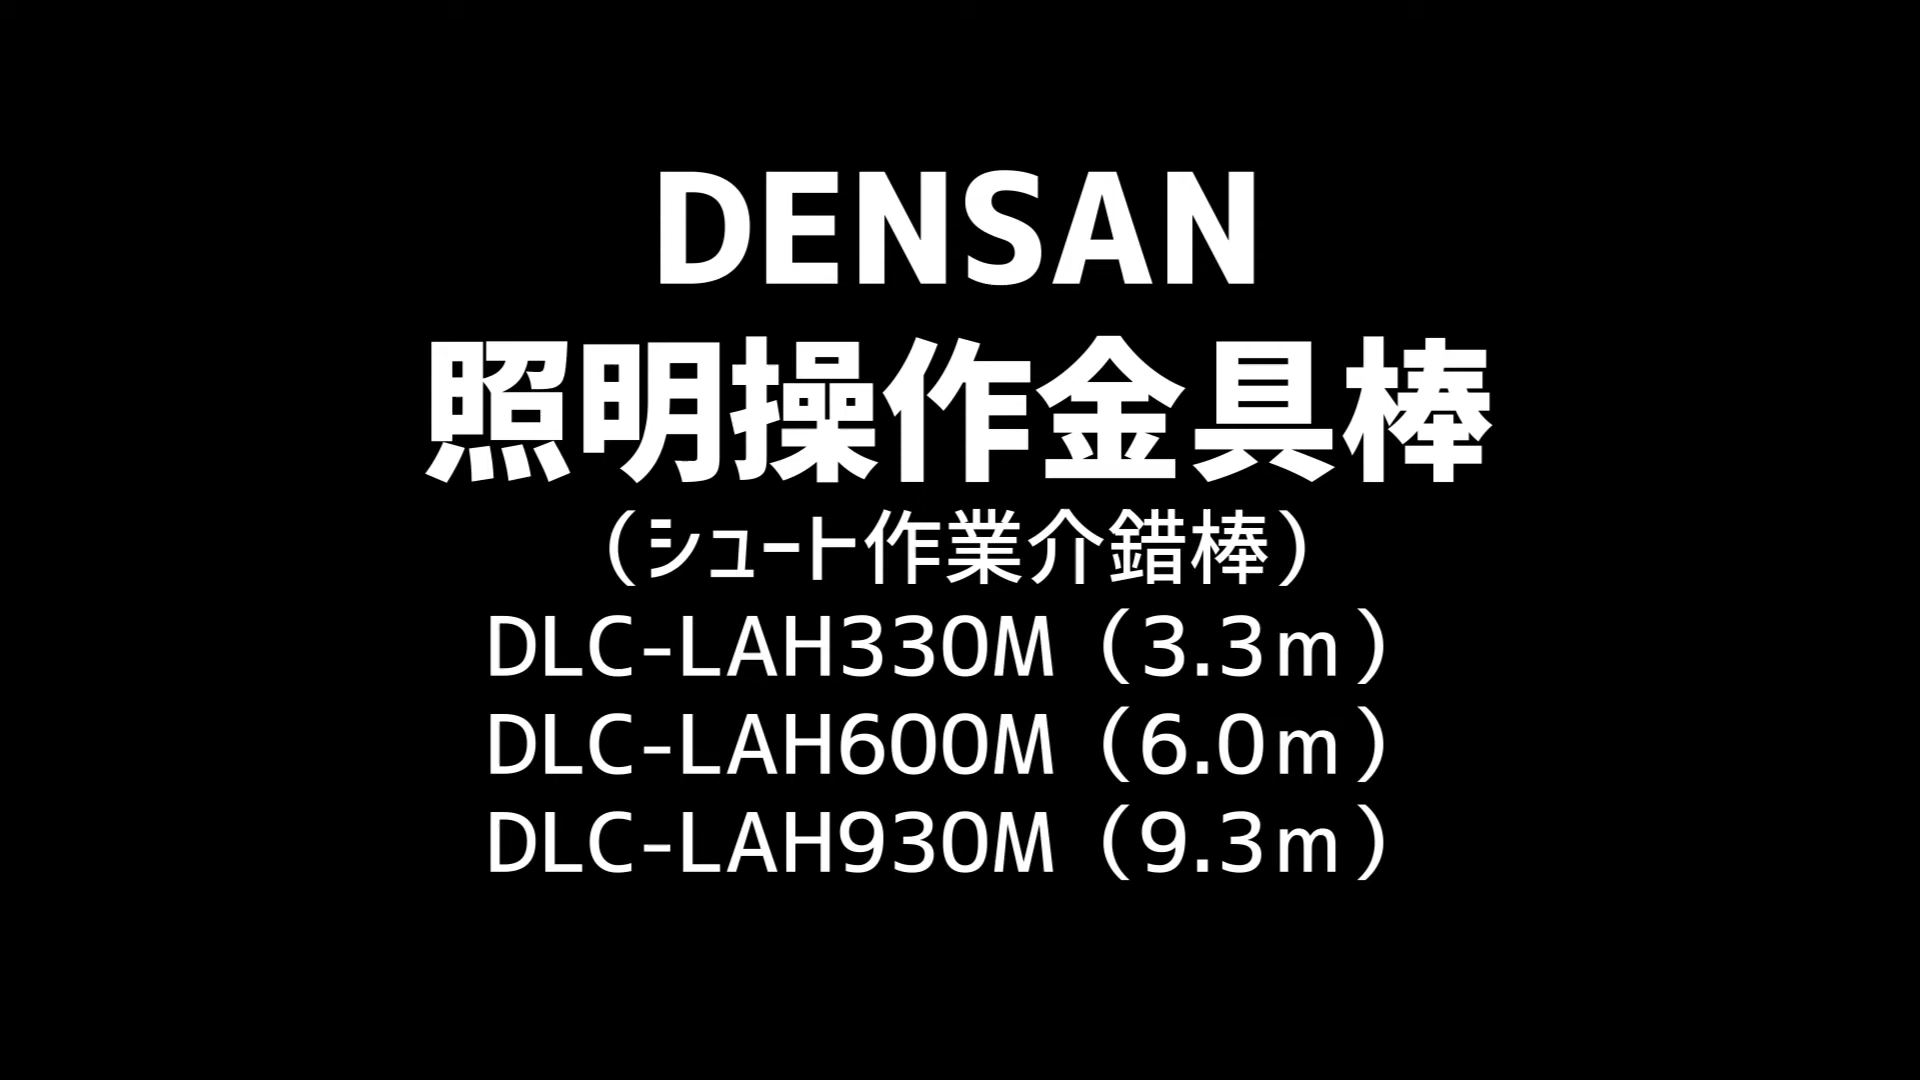 DENSAN
照明操作金具棒
(シュート作業介錯棒)
DLC-LAH330M (3.3m)
DLC-LAH600M (6.0m)
DLC-LAH930M (9.3m)